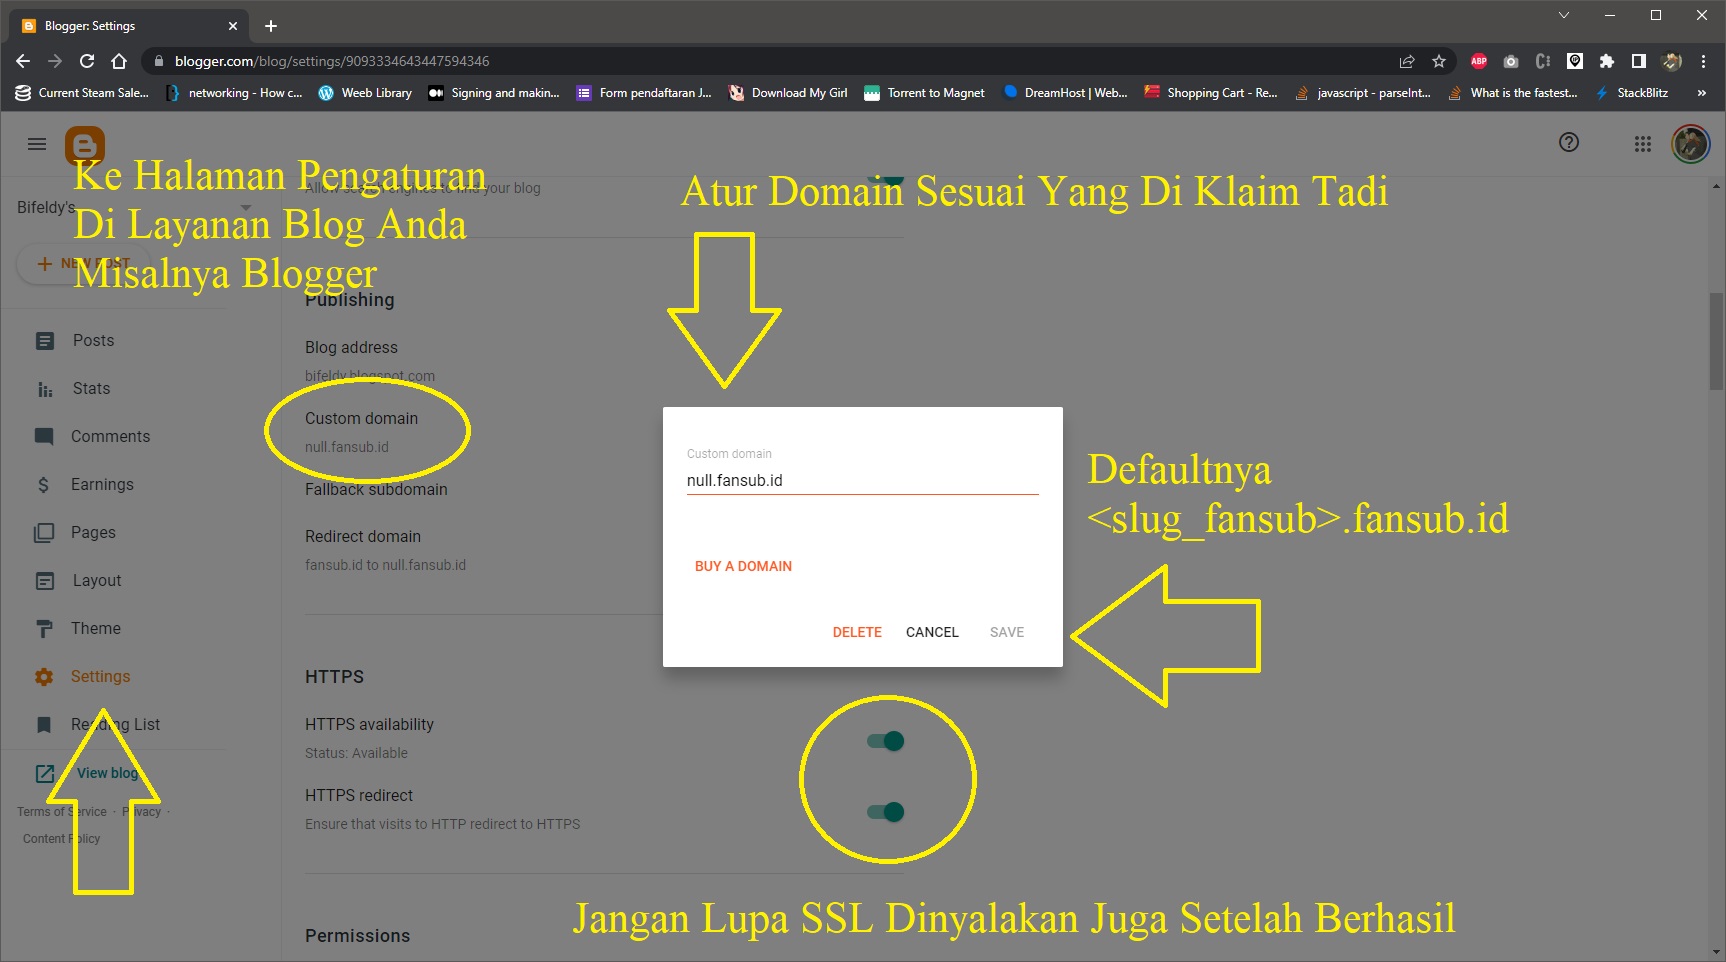 Blogger: Settings
blogger.com/blog/settings/9093334643447594346
ABP
Current Steam Sale...
networking - How c...
Weeb Library
Signing and makin...
Form pendaftaran J...
Download My Girl
Torrent to Magnet
DreamHost | Web...
Shopping Cart - Re...
javascript - parseInt...
What is the fastest...
StackBlitz
»
Ke Halaman Pengaturan
Di Layanan Blog Anda
Misalnya Blogger
Bifeldy's
NEW POST
Posts
Stats
Comments
Earnings
Pages
Layout
Theme
Settings
Reading List
View blog
Terms of Service · Privacy ·
Content Policy
Allow search engines to find your blog
Publishing
Blog address
bifeldy.blogspot.com
Custom domain
null.fansub.id
Fallback subdomain
Redirect domain
fansub.id to null.fansub.id
HTTPS
HTTPS availability
Status: Available
HTTPS redirect
Ensure that visits to HTTP redirect to HTTPS
Permissions
Atur Domain Sesuai Yang Di Klaim Tadi
Custom domain
null.fansub.id
BUY A DOMAIN
DELETE CANCEL SAVE
Defaultnya
<slug_fansub>.fansub.id
Jangan Lupa SSL Dinyalakan Juga Setelah Berhasil